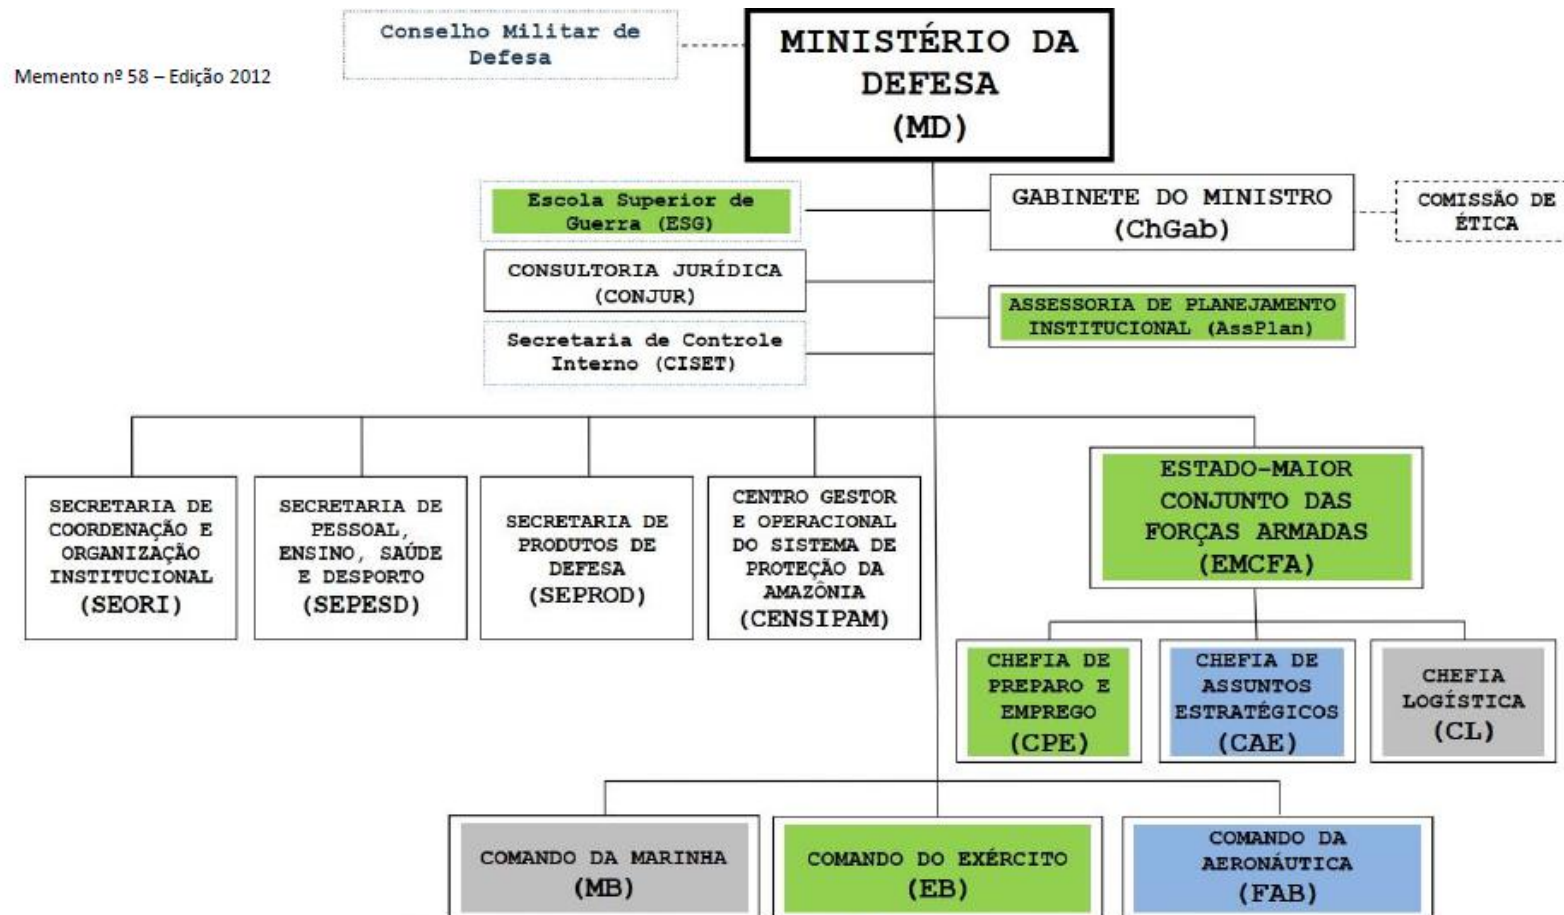 Conselho Militar de
Defesa
MINISTÉRIO DA
DEFESA
(MD)
Memento nº 58 – Edição 2012
Escola Superior de
Guerra (ESG)
GABINETE DO MINISTRO
(ChGab)
COMISSÃO DE
ÉTICA
CONSULTORIA JURÍDICA
(CONJUR)
ASSESSORIA DE PLANEJAMENTO
INSTITUCIONAL (AssPlan)
Secretaria de Controle
Interno (CISET)
SECRETARIA DE
COORDENAÇÃO E
ORGANIZAÇÃO
INSTITUCIONAL
(SEORI)
SECRETARIA DE
PESSOAL,
ENSINO, SAÚDE
E DESPORTO
(SEPESD)
SECRETARIA DE
PRODUTOS DE
DEFESA
(SEPROD)
CENTRO GESTOR
E OPERACIONAL
DO SISTEMA DE
PROTEÇÃO DA
AMAZÔNIA
(CENSIPAM)
ESTADO-MAIOR
CONJUNTO DAS
FORÇAS ARMADAS
(EMCFA)
CHEFIA DE
PREPARO E
EMPREGO
(CPE)
CHEFIA DE
ASSUNTOS
ESTRATÉGICOS
(CAE)
CHEFIA
LOGÍSTICA
(CL)
COMANDO DA MARINHA
(MB)
COMANDO DO EXÉRCITO
(EB)
COMANDO DA
AERONÁUTICA
(FAB)